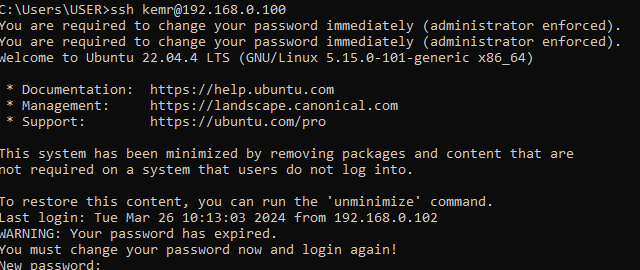 C:\Users\USER>ssh kemr@192.168.0.100
You are required to change your password immediately (administrator enforced).
You are required to change your password immediately (administrator enforced).
Welcome to Ubuntu 22.04.4 LTS (GNU/Linux 5.15.0-101-generic x86_64)
* Documentation:  https://help.ubuntu.com
* Management:     https://landscape.canonical.com
* Support:        https://ubuntu.com/pro
This system has been minimized by removing packages and content that are
not required on a system that users do not log into.
To restore this content, you can run the 'unminimize' command.
Last login: Tue Mar 26 10:13:03 2024 from 192.168.0.102
WARNING: Your password has expired.
You must change your password now and login again!
New password: